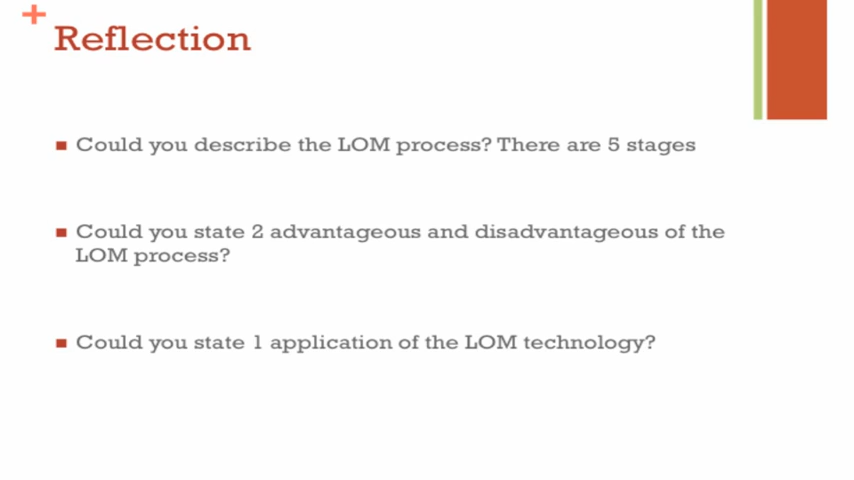 Reflection
Could you describe the LOM process? There are 5 stages
Could you state 2 advantageous and disadvantageous of the
LOM process?
Could you state 1 application of the LOM technology?